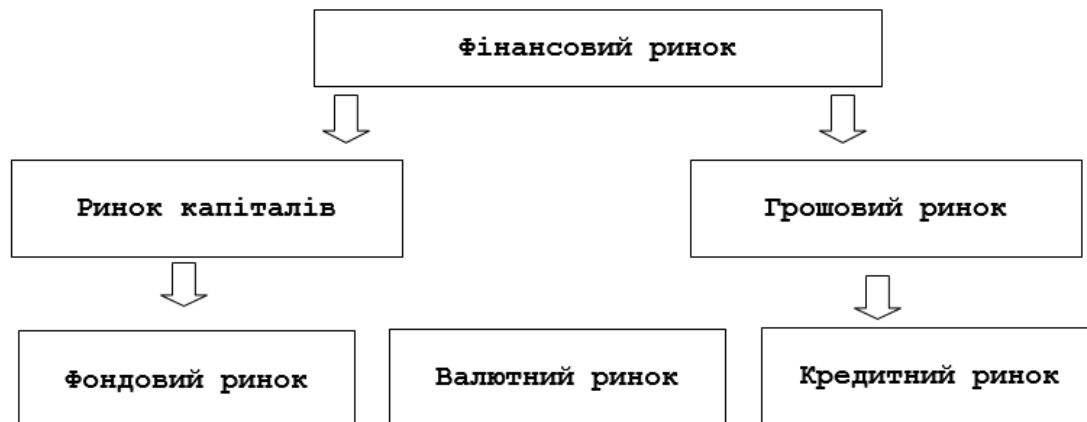 Фінансовий ринок
Ринок капіталів
Грошовий ринок
Фондовий ринок
Валютний ринок
Кредитний ринок